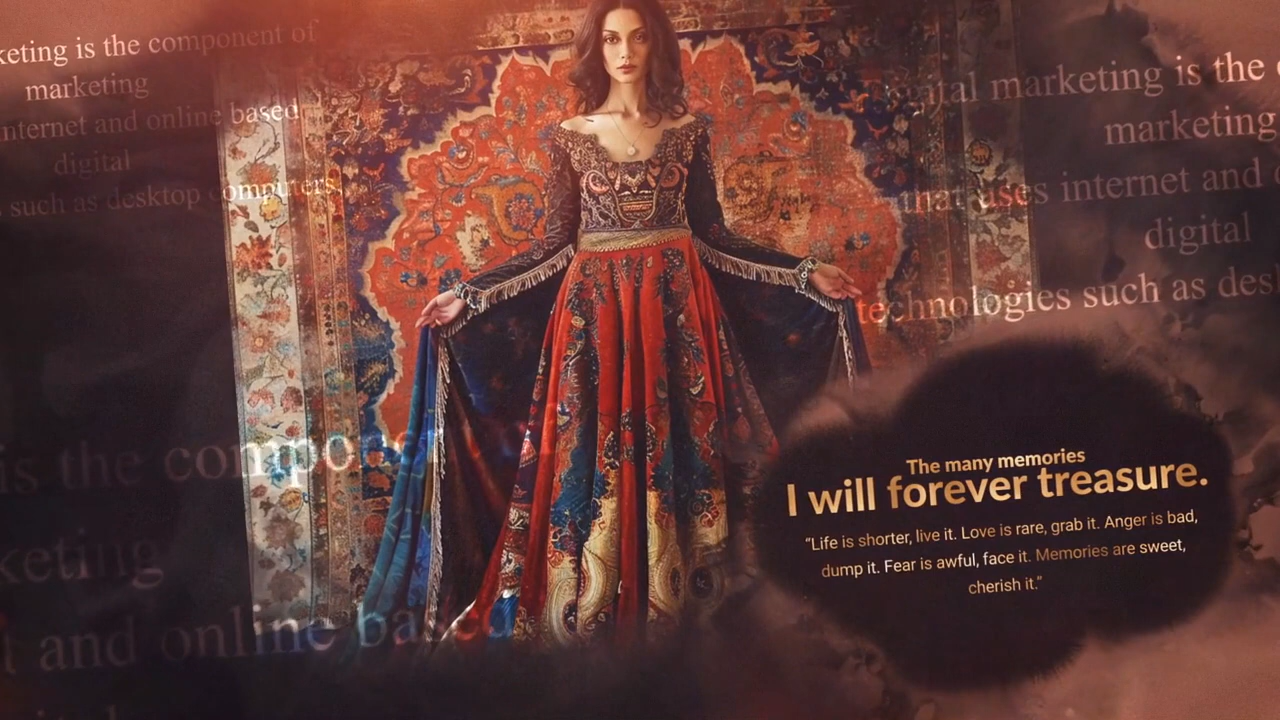 keting is the component of
marketing
nternet and online based
digital
such as desktop computers.
digital marketing is the
marketing
that uses internet and
digital
technologies such as
is the
keting
and online based
The many memories
I will forever treasure.
“Life is shorter, live it. Love is rare, grab it. Anger is bad,
dump it. Fear is awful, face it. Memories are sweet,
cherish it.”